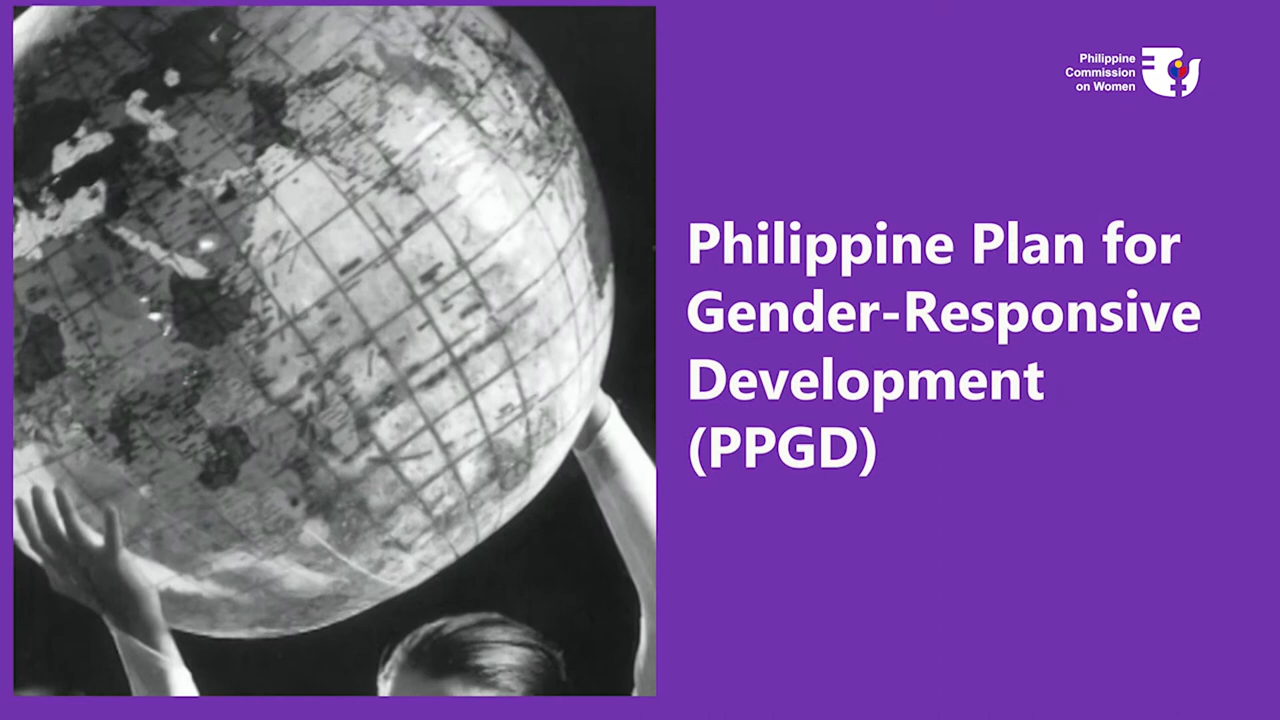 Philippine
Commission
on Women
Philippine Plan for
Gender-Responsive
Development
(PPGD)